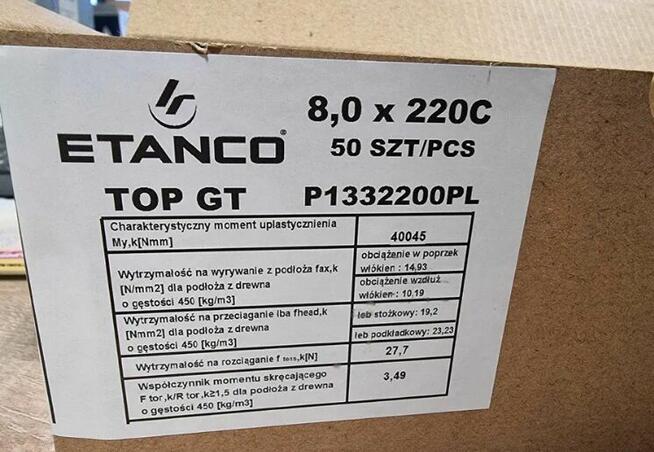 ETANCO®
8,0 x 220C
50 SZT/PCS
TOP GT
P1332200PL
Charakterystyczny moment uplastycznienia
My,k[Nmm]
40045
Wytrzymałość na wyrywanie z podłoża fax,k
[N/mm2] dla podłoża z drewna
o gęstości 450 [kg/m3]
obciążenie w poprzek
włókien : 14,93
obciążenie wzdłuż
włókien : 10,19
Wytrzymałość na przeciąganie łba fhead,k
[Nmm2] dla podłoża z drewna
o gęstości 450 [kg/m3]
łeb stożkowy: 19,2
łeb podkładkowy: 23,23
Wytrzymałość na rozciąganie f tens,k[N]
27,7
Współczynnik momentu skręcającego
F tor,k/R tor,k≥1,5 dla podłoża z drewna
o gęstości 450 [kg/m3]
3,49